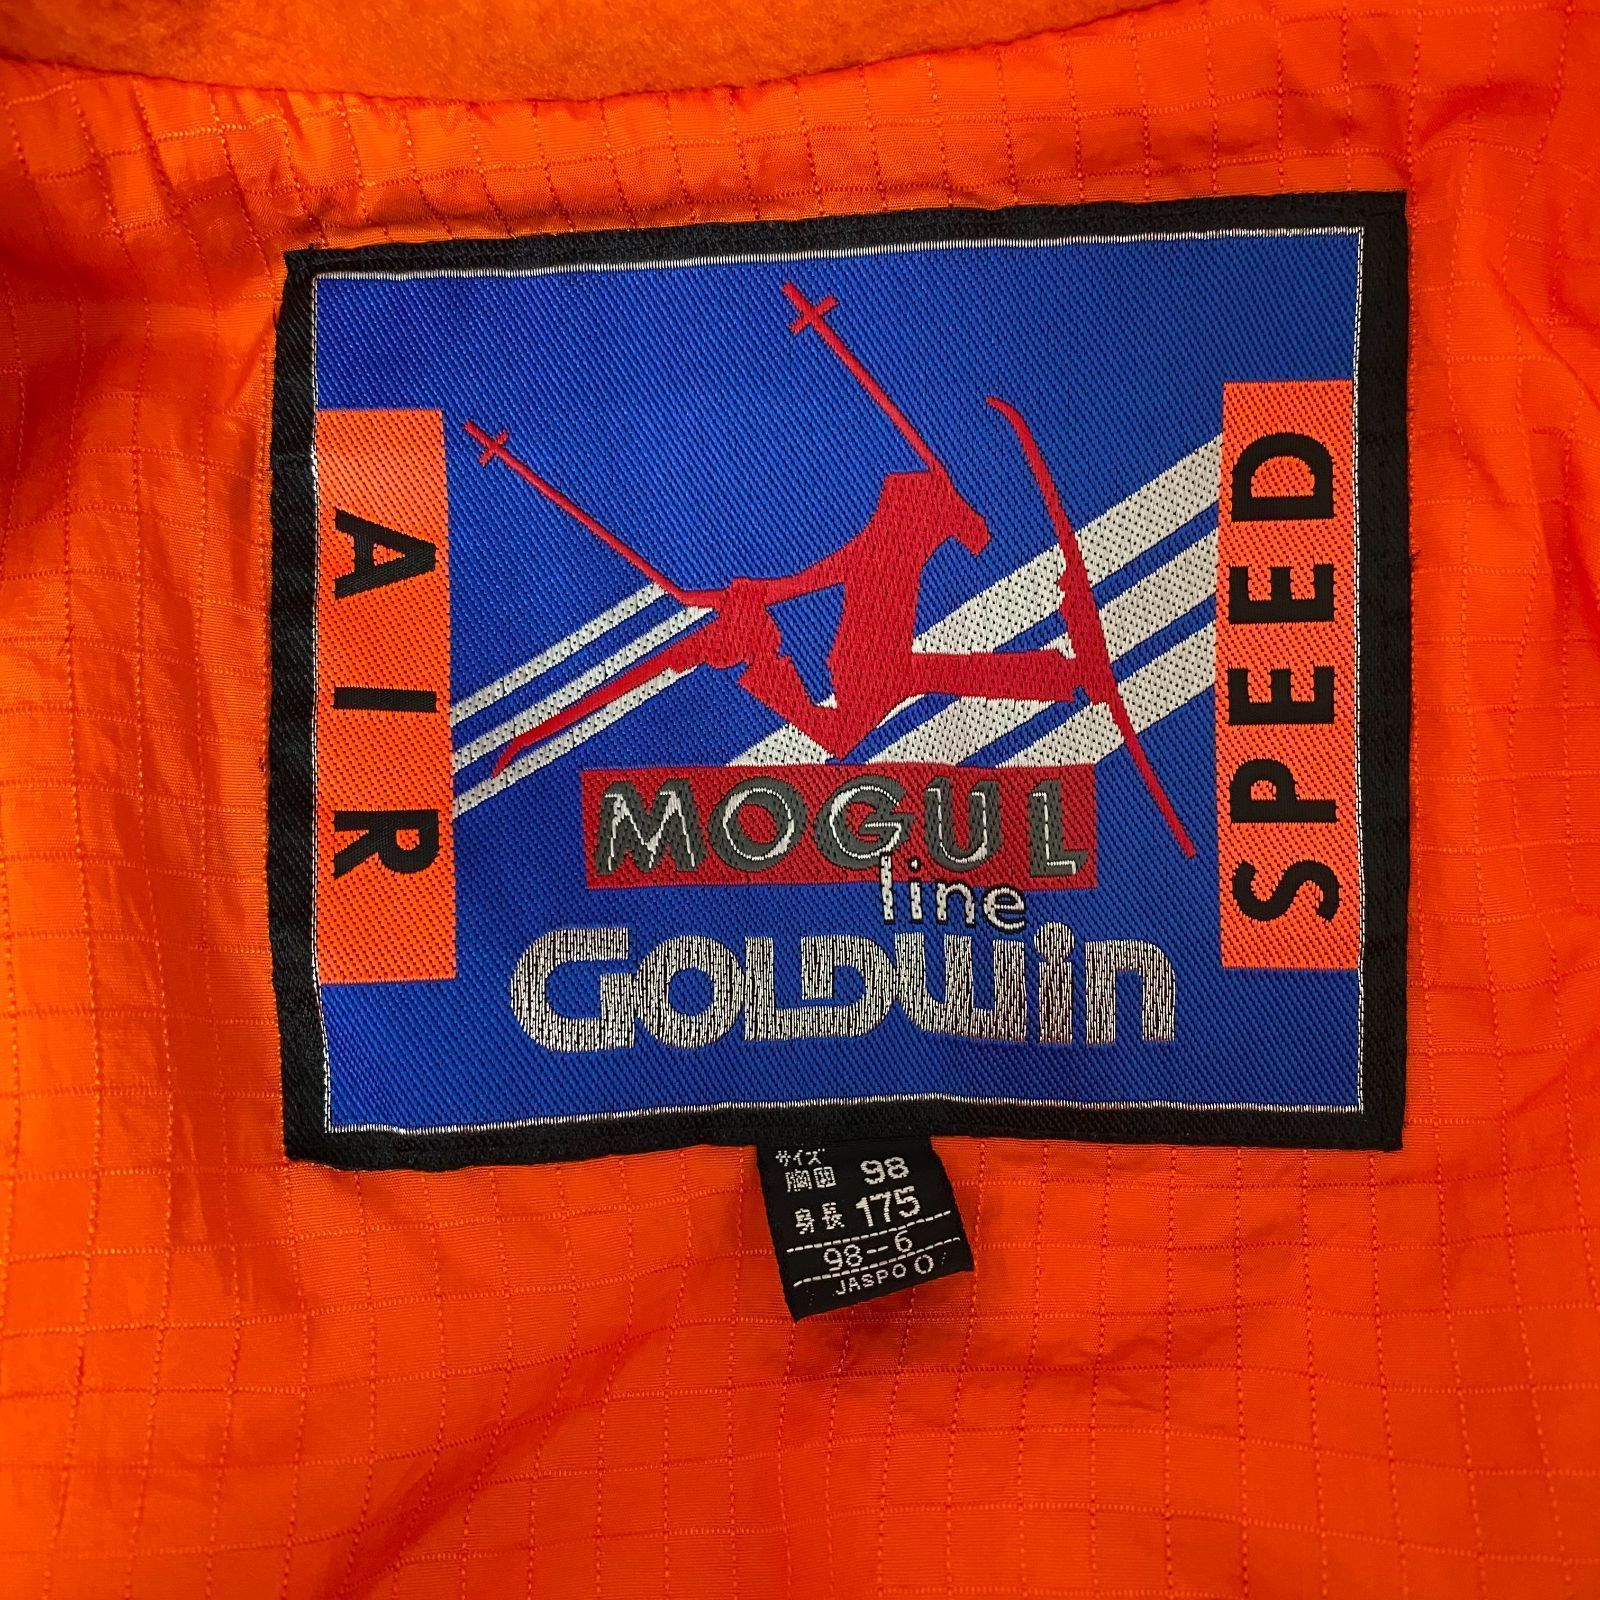 AIR
SPEED
MOGUL
line
GOLDWIN
サイズ
胸囲 98
身長 175
98-6
JASPO O